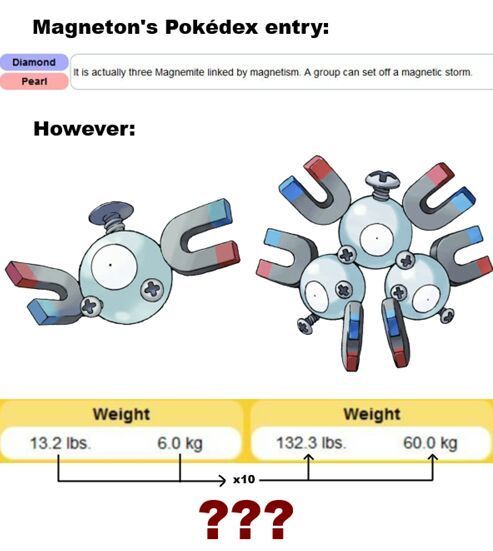 Magneton's Pokédex entry:
Diamond
Pearl
It is actually three Magnemite linked by magnetism. A group can set off a magnetic storm.
However:
Weight
13.2 lbs. 6.0 kg
Weight
132.3 lbs. 60.0 kg
x10
???